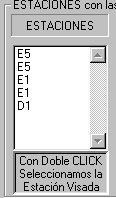 ESTACIONES con las
ESTACIONES
E5
E5
E1
E1
D1
Con Doble CLICK
Seleccionamos la
Estación Visada